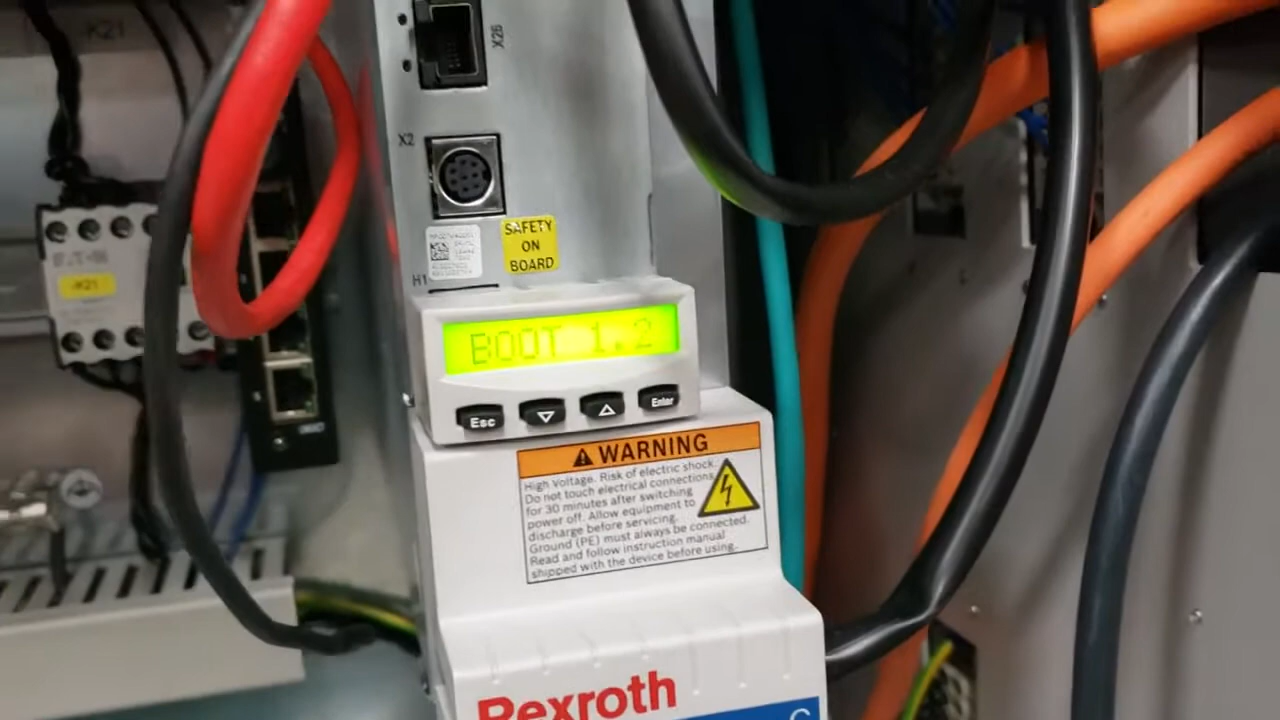 -K21
X26
X2
SAFETY
ON
BOARD
H1
-K21
BOOT 1.2
Esc
Enter
WARNING
High Voltage. Risk of electric shock.
Do not touch electrical connections
for 30 minutes after switching
power off. Allow equipment to
discharge before servicing.
Ground (PE) must always be connected.
Read and follow instruction manual
shipped with the device before using.
Rexroth
C